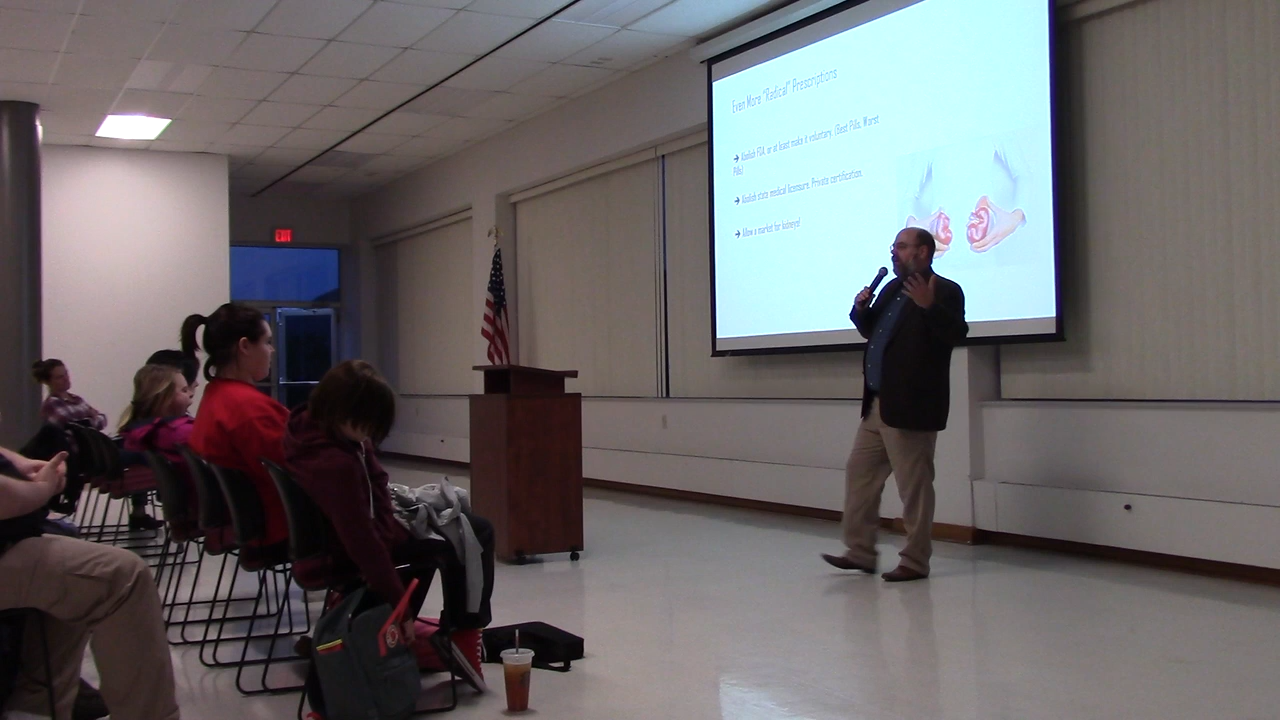 EXIT
Even More "Radical" Prescriptions
➔ Abolish FDA, or at least make it voluntary. (Best Pills, Worst
Pills)
➔ Abolish state medical licensure. Private certification.
➔ Allow a market for kidneys!